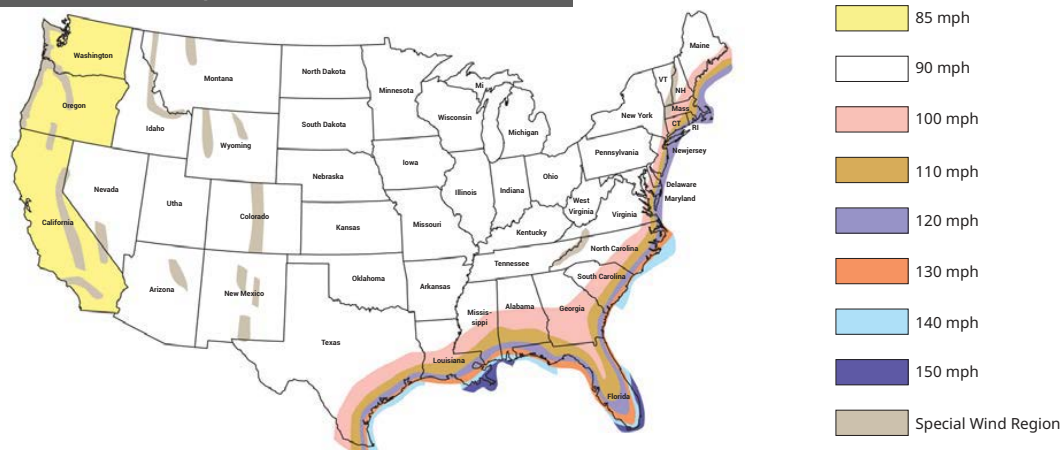 Washington
Oregon
California
Nevada
Idaho
Montana
Wyoming
Utha
Colorado
Arizona
New Mexico
North Dakota
South Dakota
Nebraska
Kansas
Oklahoma
Texas
Minnesota
Iowa
Missouri
Arkansas
Louisiana
Wisconsin
Mi
Michigan
Illinois
Indiana
Ohio
Kentucky
Tennessee
Missis-
sippi
Alabama
Georgia
Florida
South Carolina
North Carolina
Virginia
West
Virginia
Pennsylvania
New York
VT
NH
Maine
Mass
CT
RI
Newjersey
Delaware
Maryland
85 mph
90 mph
100 mph
110 mph
120 mph
130 mph
140 mph
150 mph
Special Wind Region